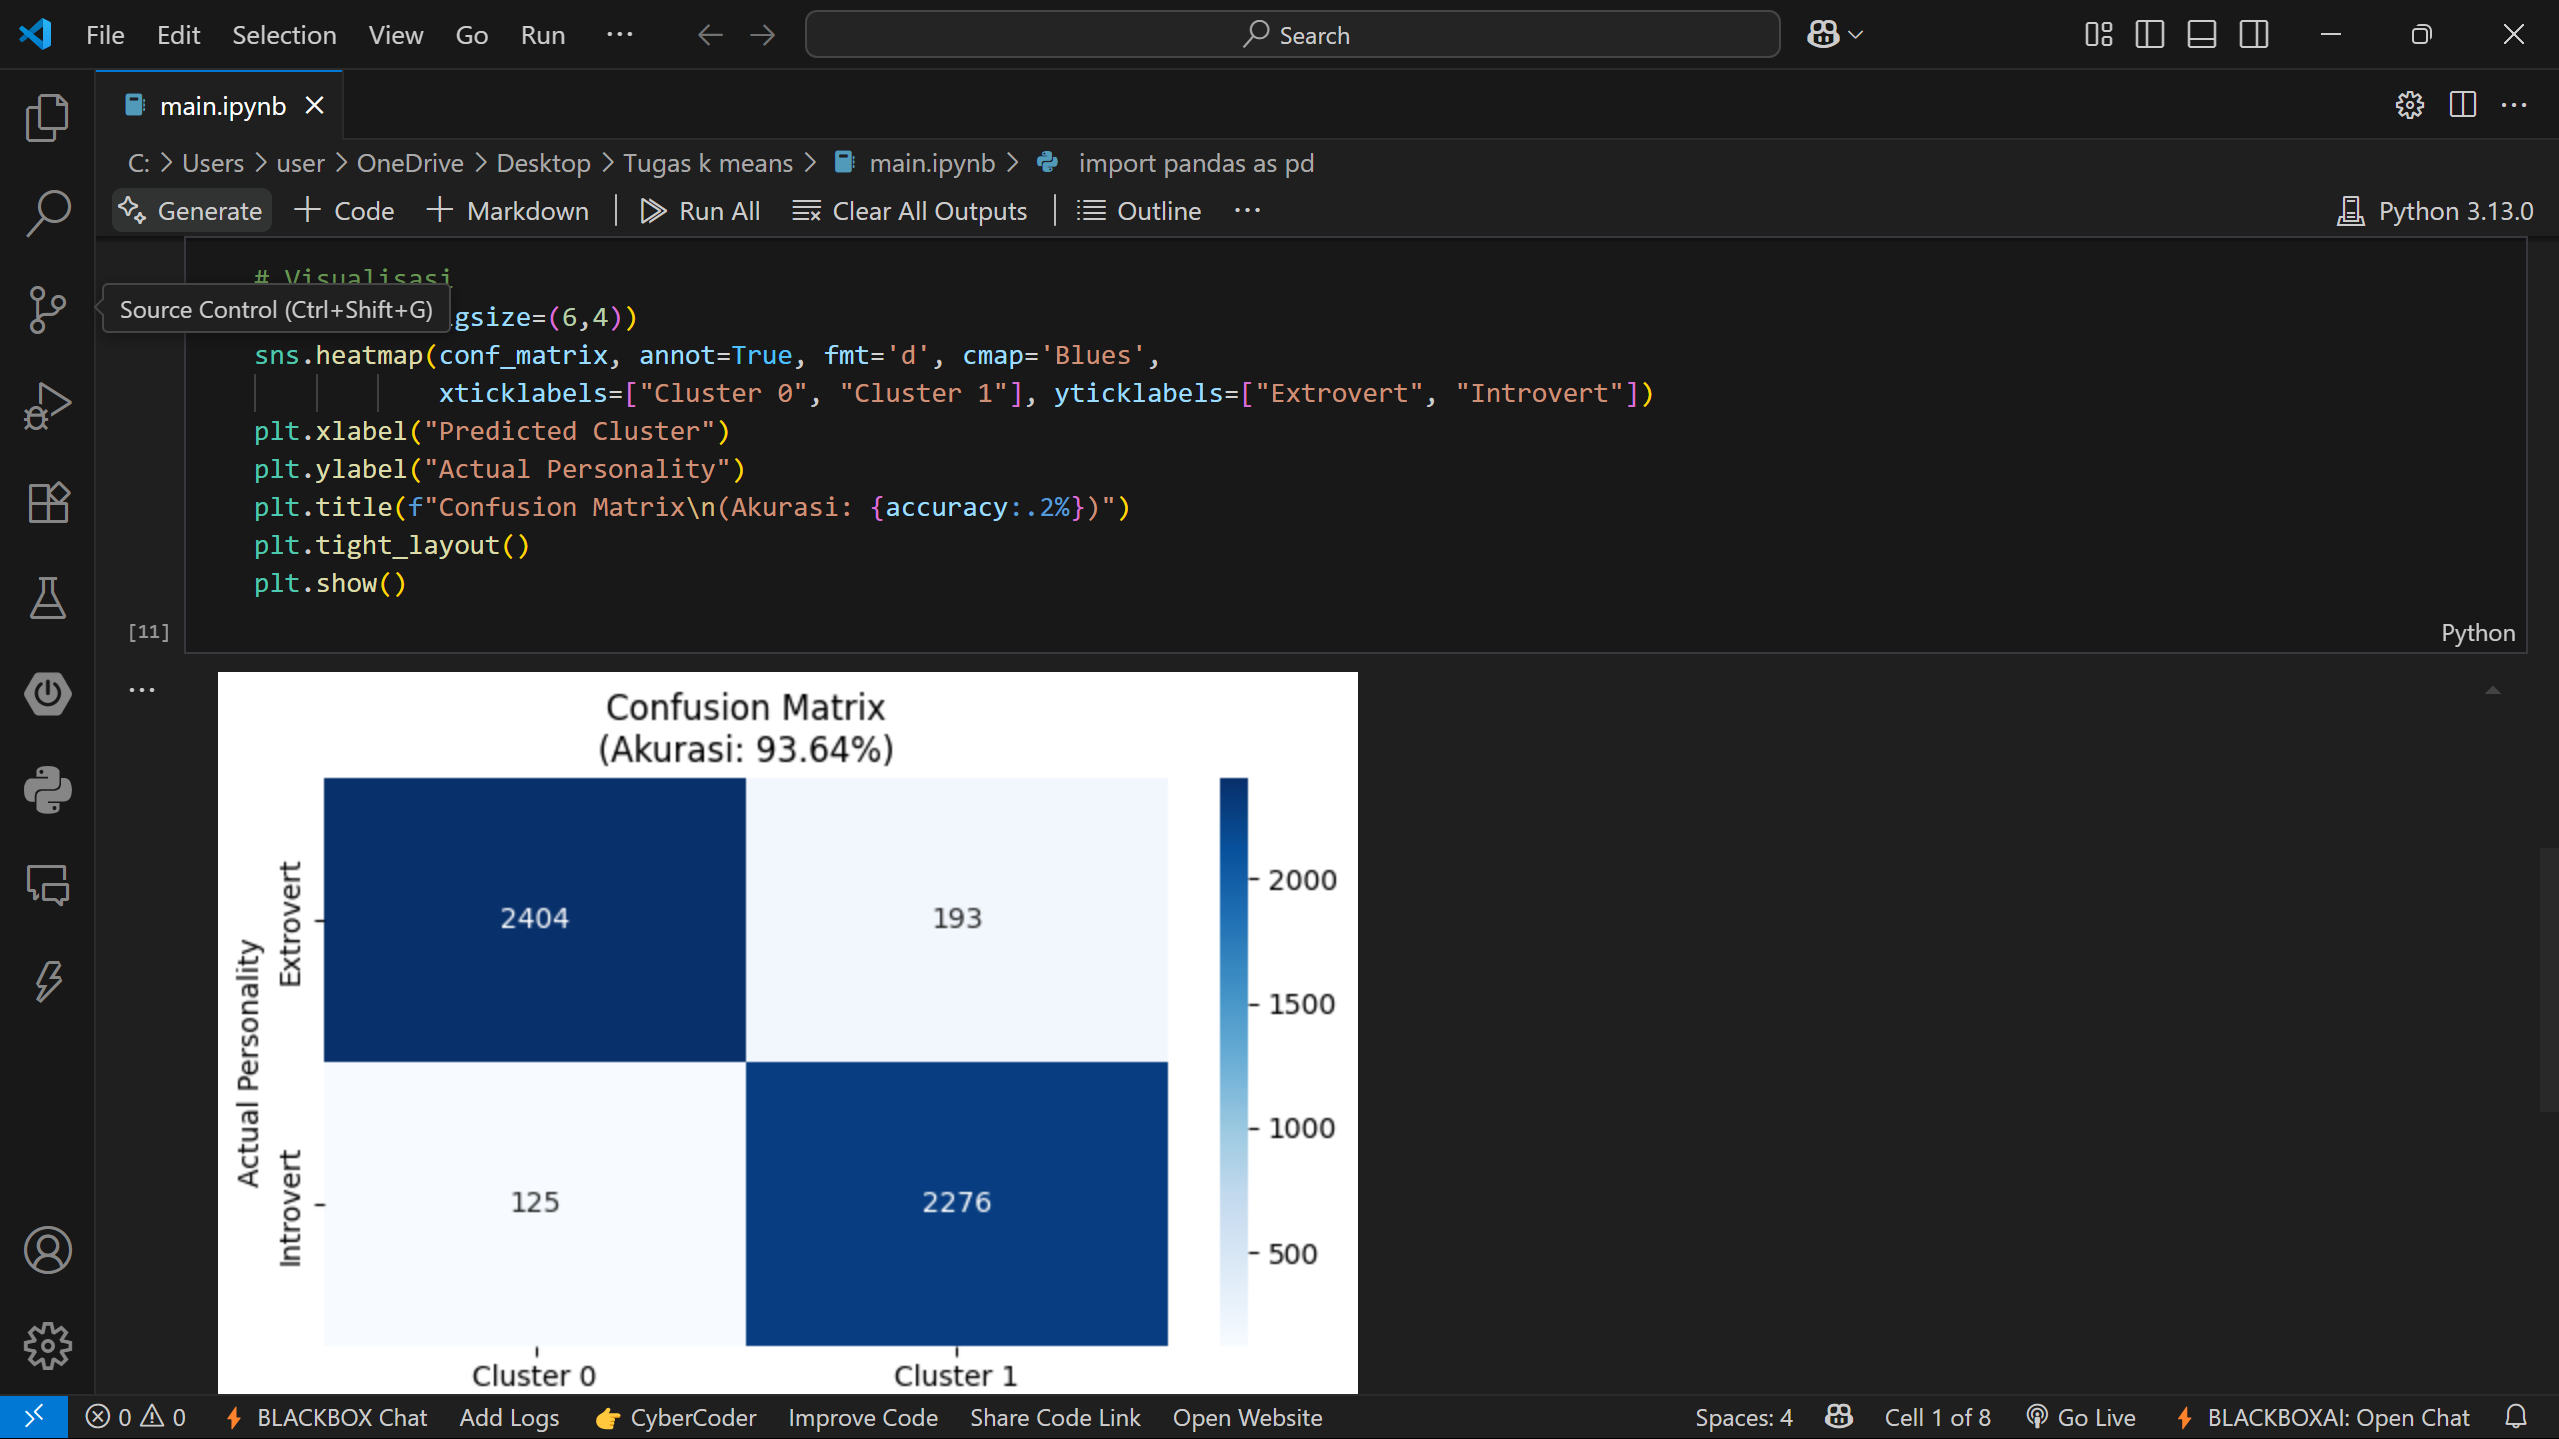 File Edit Selection View Go Run ... Search
main.ipynb
C: > Users > user > OneDrive > Desktop > Tugas k means > main.ipynb > import pandas as pd
Generate + Code + Markdown | Run All Clear All Outputs | Outline ... Python 3.13.0
# Visualisasi
Source Control (Ctrl+Shift+G)
gsize=(6,4))
sns.heatmap(conf_matrix, annot=True, fmt='d', cmap='Blues',
xticklabels=["Cluster 0", "Cluster 1"], yticklabels=["Extrovert", "Introvert"])
plt.xlabel("Predicted Cluster")
plt.ylabel("Actual Personality")
plt.title(f"Confusion Matrix\n(Akurasi: {accuracy:.2%})")
plt.tight_layout()
plt.show()
[11]
Python
...
Confusion Matrix
(Akurasi: 93.64%)
Actual Personality
Extrovert
Introvert
2404
193
125
2276
2000
1500
1000
500
Cluster 0
Cluster 1
0 0 BLACKBOX Chat Add Logs 👉 CyberCoder Improve Code Share Code Link Open Website Spaces: 4 Cell 1 of 8 Go Live BLACKBOXAI: Open Chat